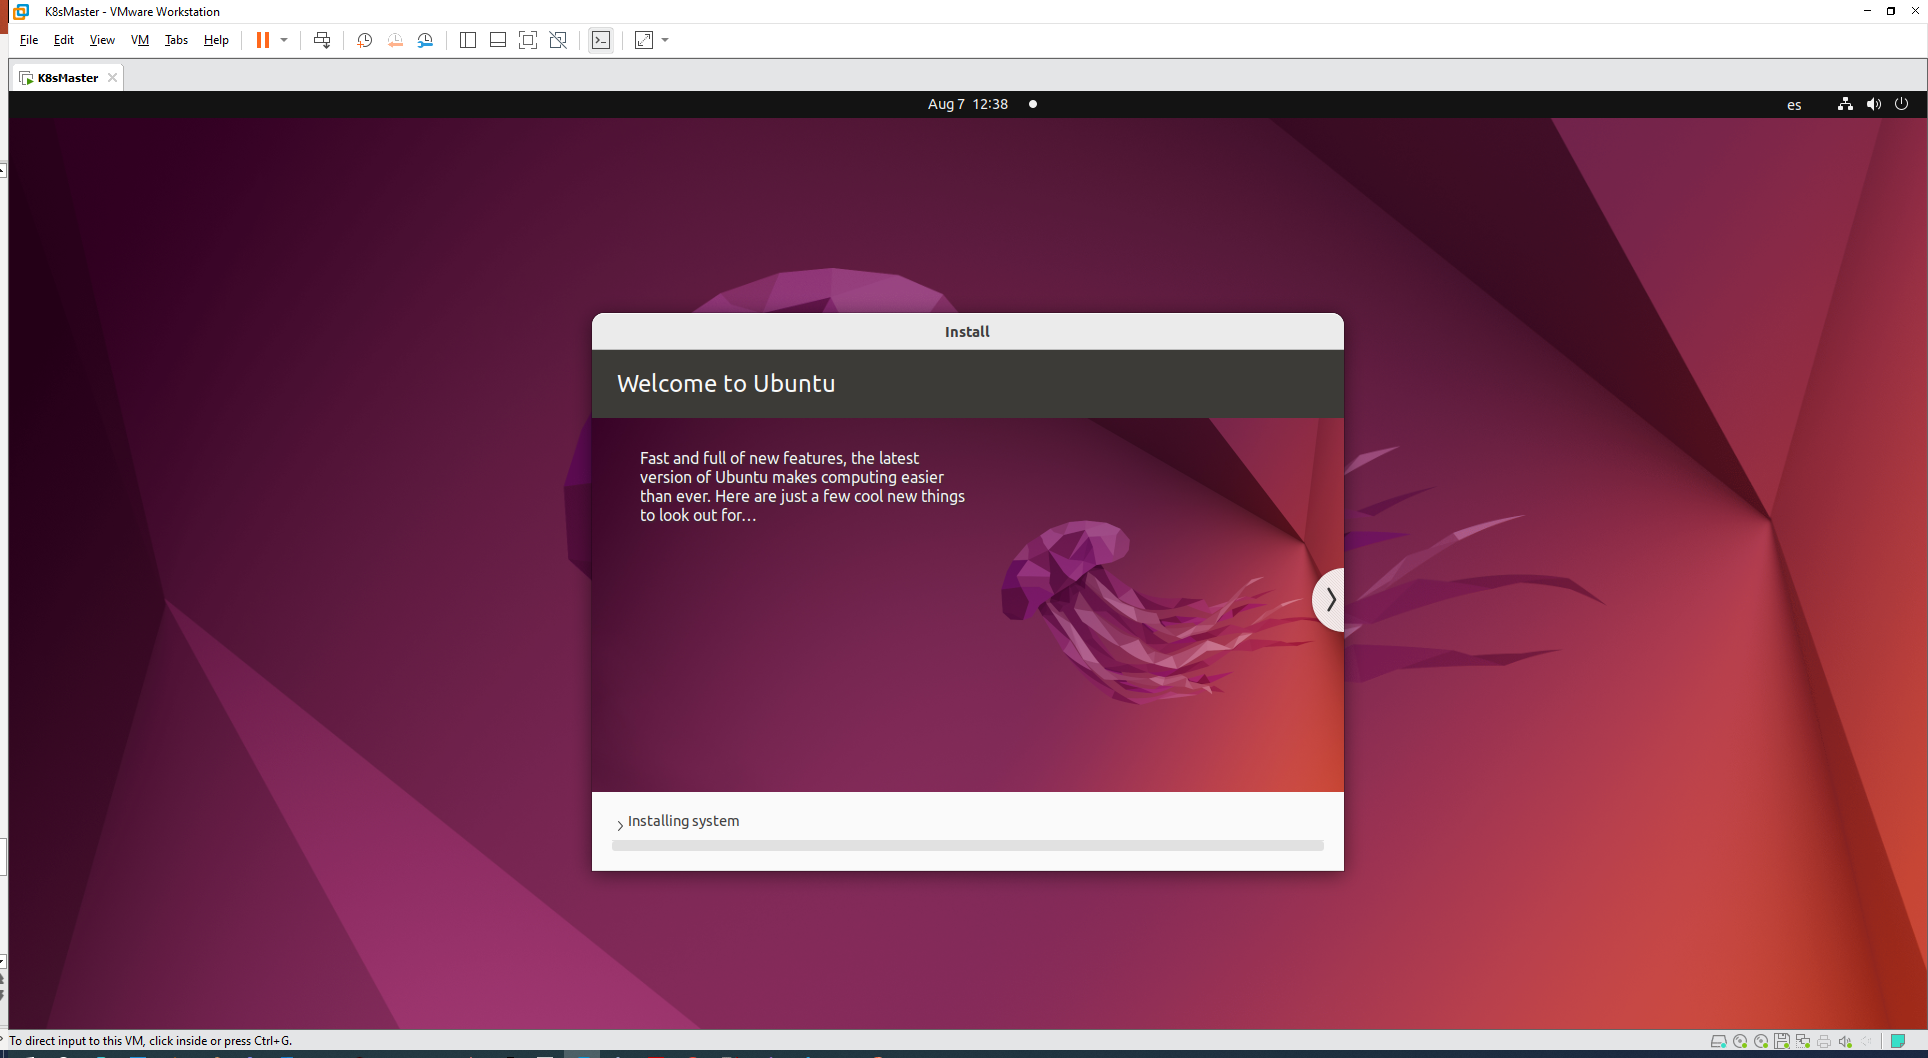 K8sMaster - VMware Workstation
File Edit View VM Tabs Help
K8sMaster
Aug 7 12:38
es
Install
Welcome to Ubuntu
Fast and full of new features, the latest
version of Ubuntu makes computing easier
than ever. Here are just a few cool new things
to look out for...
Installing system
To direct input to this VM, click inside or press Ctrl+G.